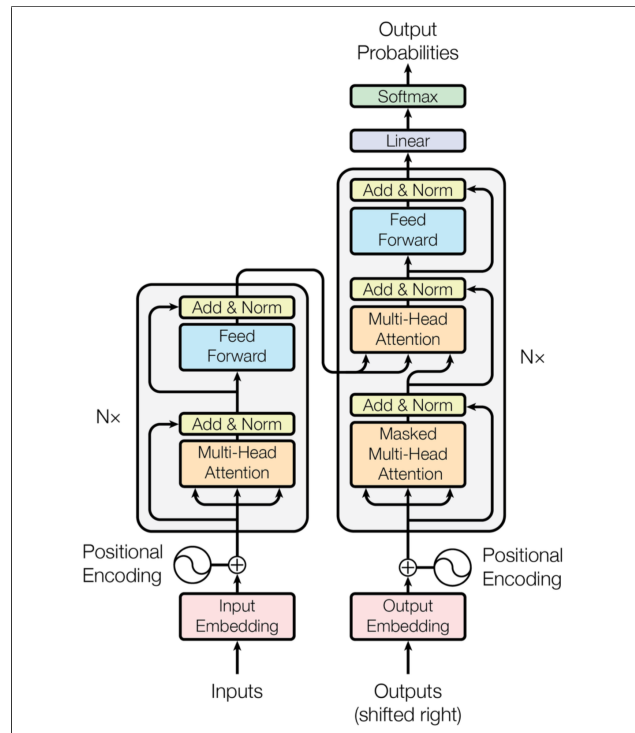 Output
Probabilities
Softmax
Linear
Add & Norm
Feed
Forward
Add & Norm
Multi-Head
Attention
Add & Norm
Masked
Multi-Head
Attention
N×
Add & Norm
Feed
Forward
N×
Add & Norm
Multi-Head
Attention
Positional
Encoding
Positional
Encoding
Input
Embedding
Output
Embedding
Inputs
Outputs
(shifted right)